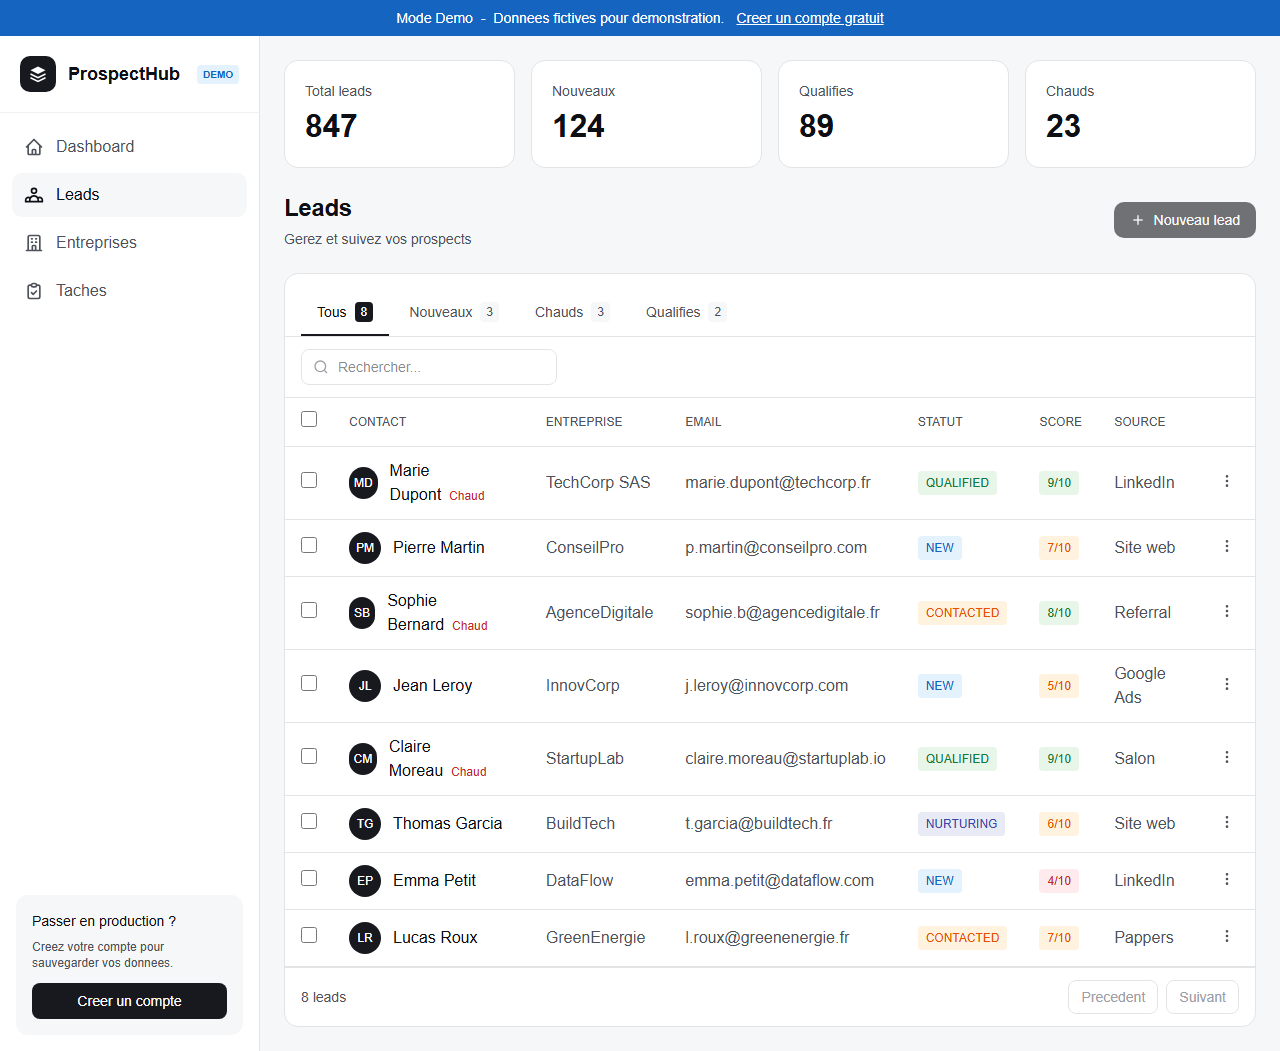 Mode Demo - Donnees fictives pour demonstration. Creer un compte gratuit
ProspectHub DEMO
Dashboard
Leads
Entreprises
Taches
Passer en production ?
Creez votre compte pour
sauvegarder vos donnees.
Creer un compte
Total leads
847
Nouveaux
124
Qualifies
89
Chauds
23
Leads
Gerez et suivez vos prospects
+ Nouveau lead
Tous 8 Nouveaux 3 Chauds 3 Qualifies 2
Rechercher...
CONTACT ENTREPRISE EMAIL STATUT SCORE SOURCE
MD Marie
Dupont Chaud TechCorp SAS marie.dupont@techcorp.fr QUALIFIED 9/10 LinkedIn
PM Pierre Martin ConseilPro p.martin@conseilpro.com NEW 7/10 Site web
SB Sophie
Bernard Chaud AgenceDigitale sophie.b@agencedigitale.fr CONTACTED 8/10 Referral
JL Jean Leroy InnovCorp j.leroy@innovcorp.com NEW 5/10 Google
Ads
CM Claire
Moreau Chaud StartupLab claire.moreau@startuplab.io QUALIFIED 9/10 Salon
TG Thomas Garcia BuildTech t.garcia@buildtech.fr NURTURING 6/10 Site web
EP Emma Petit DataFlow emma.petit@dataflow.com NEW 4/10 LinkedIn
LR Lucas Roux GreenEnergie l.roux@greenenergie.fr CONTACTED 7/10 Pappers
8 leads Precedent Suivant